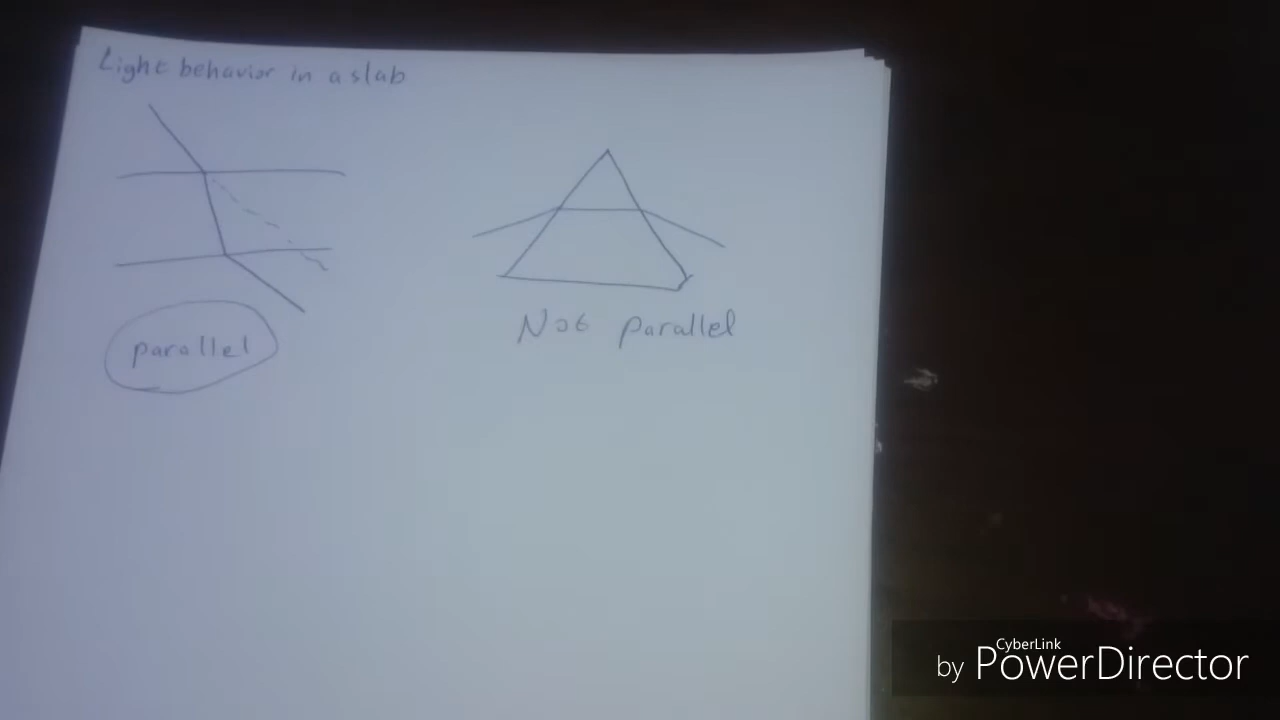 Light behavior in a slab
parallel
Not parallel
CyberLink
by PowerDirector